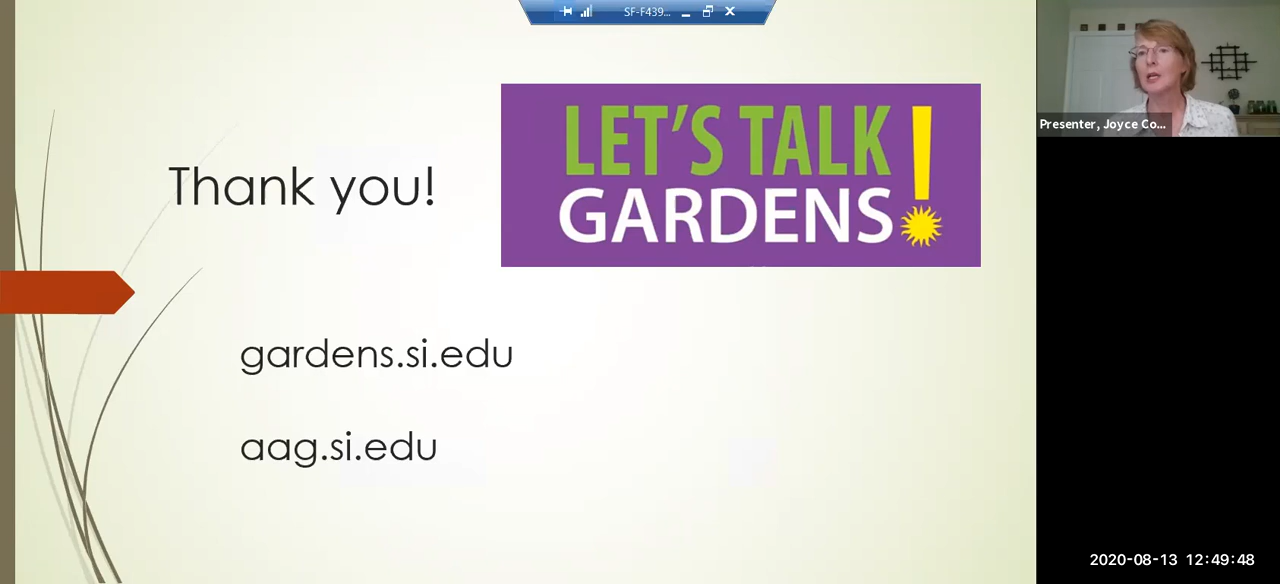 SF-F439...
Thank you!
LET'S TALK
GARDENS!
gardens.si.edu
aag.si.edu
Presenter, Joyce Co...
2020-08-13 12:49:48